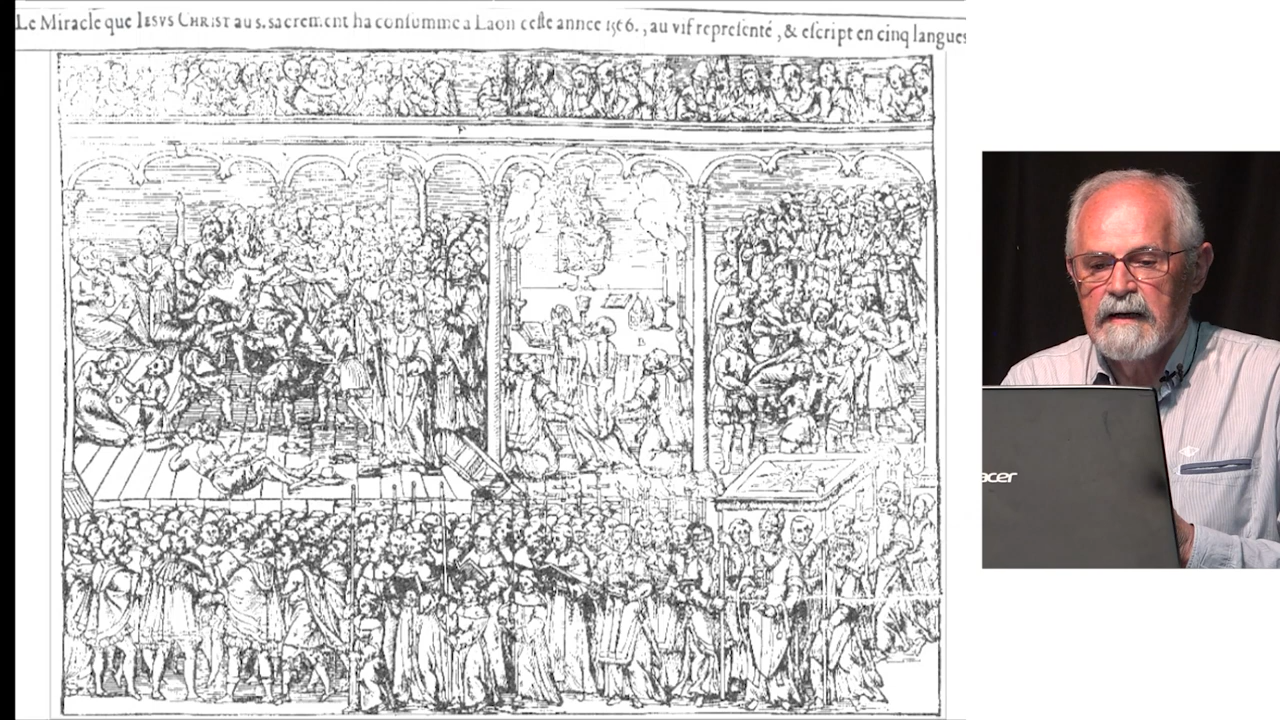 Le Miracle que IESVS CHRIST au s. sacrement ha consummé a Laon ceste annee 1566., au vif representé, & escript en cinq langues
acer